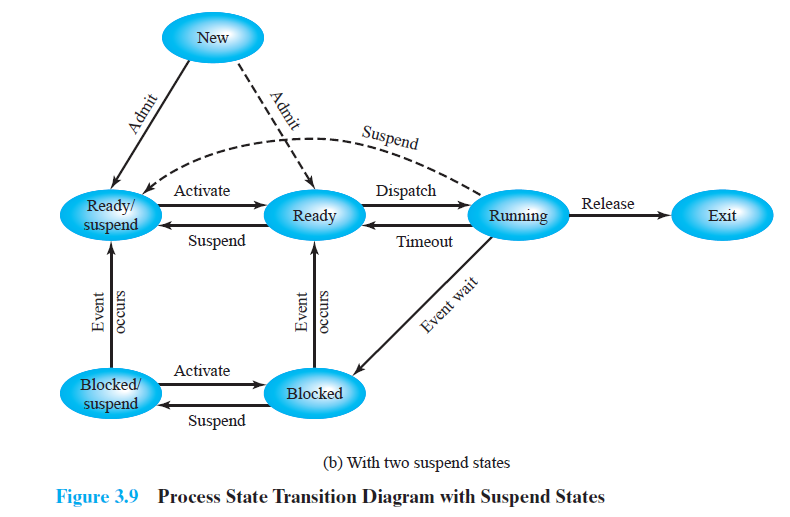 New
Admit
Admit
Suspend
Activate
Dispatch
Release
Ready/
suspend
Ready
Running
Exit
Suspend
Timeout
Event
occurs
Event
occurs
Event wait
Activate
Blocked/
suspend
Blocked
Suspend
(b) With two suspend states
Figure 3.9 Process State Transition Diagram with Suspend States